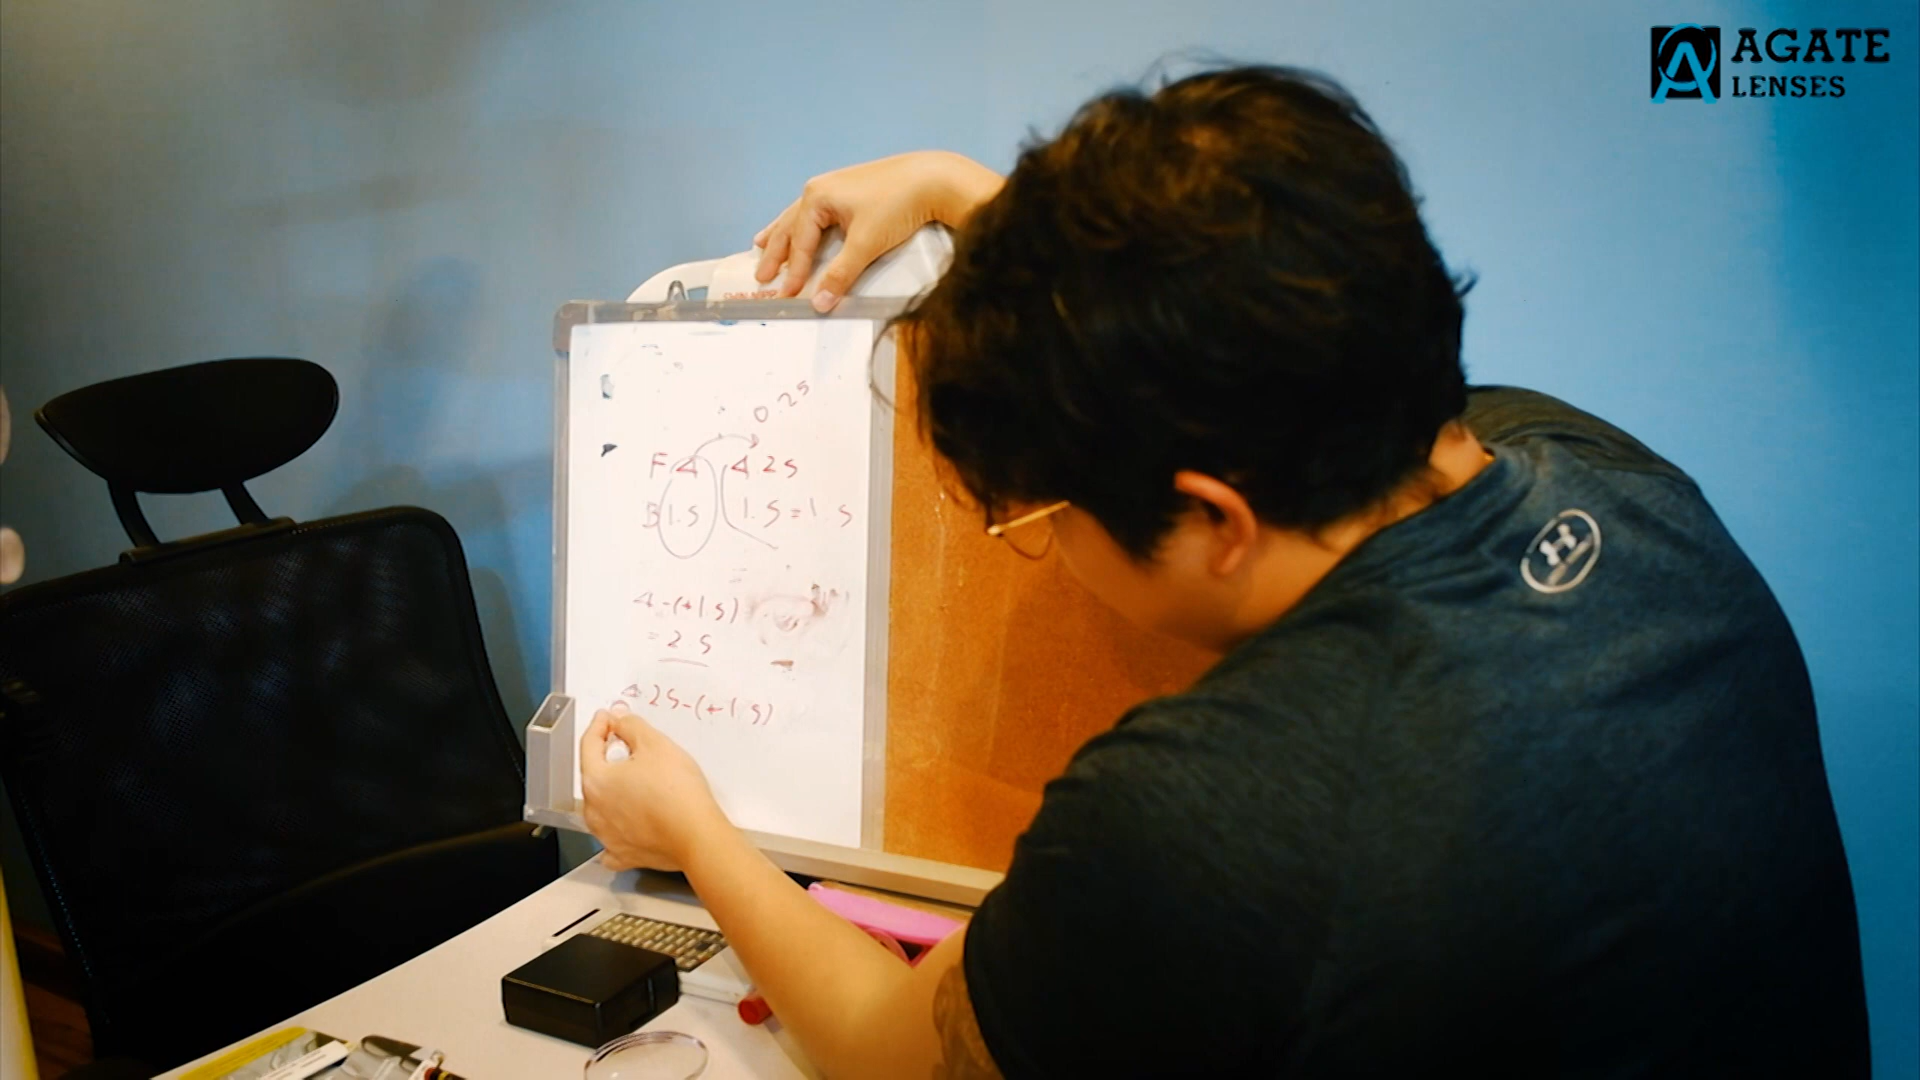 AGATE
LENSES
0.25
F 4 4.25
B 1.5 1.5 = 1.5
4-(+1.5)
= 2.5
4.25-(+1.5)